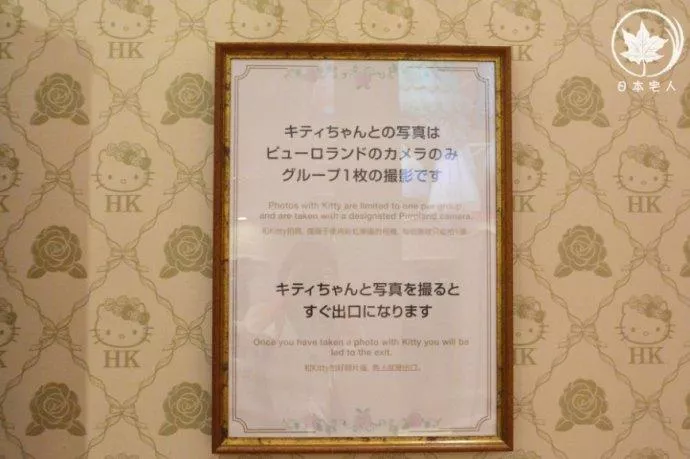 HK
日本宅人
キティちゃんとの写真は
ピューロランドのカメラのみ
グループ1枚の撮影です
Photos with Kitty are limited to one per group,
and are taken with a designated Puroland camera.
キティちゃんと写真を撮ると
すぐ出口になります
Once you have taken a photo with Kitty you will be
led to the exit.
HK
HK
HK